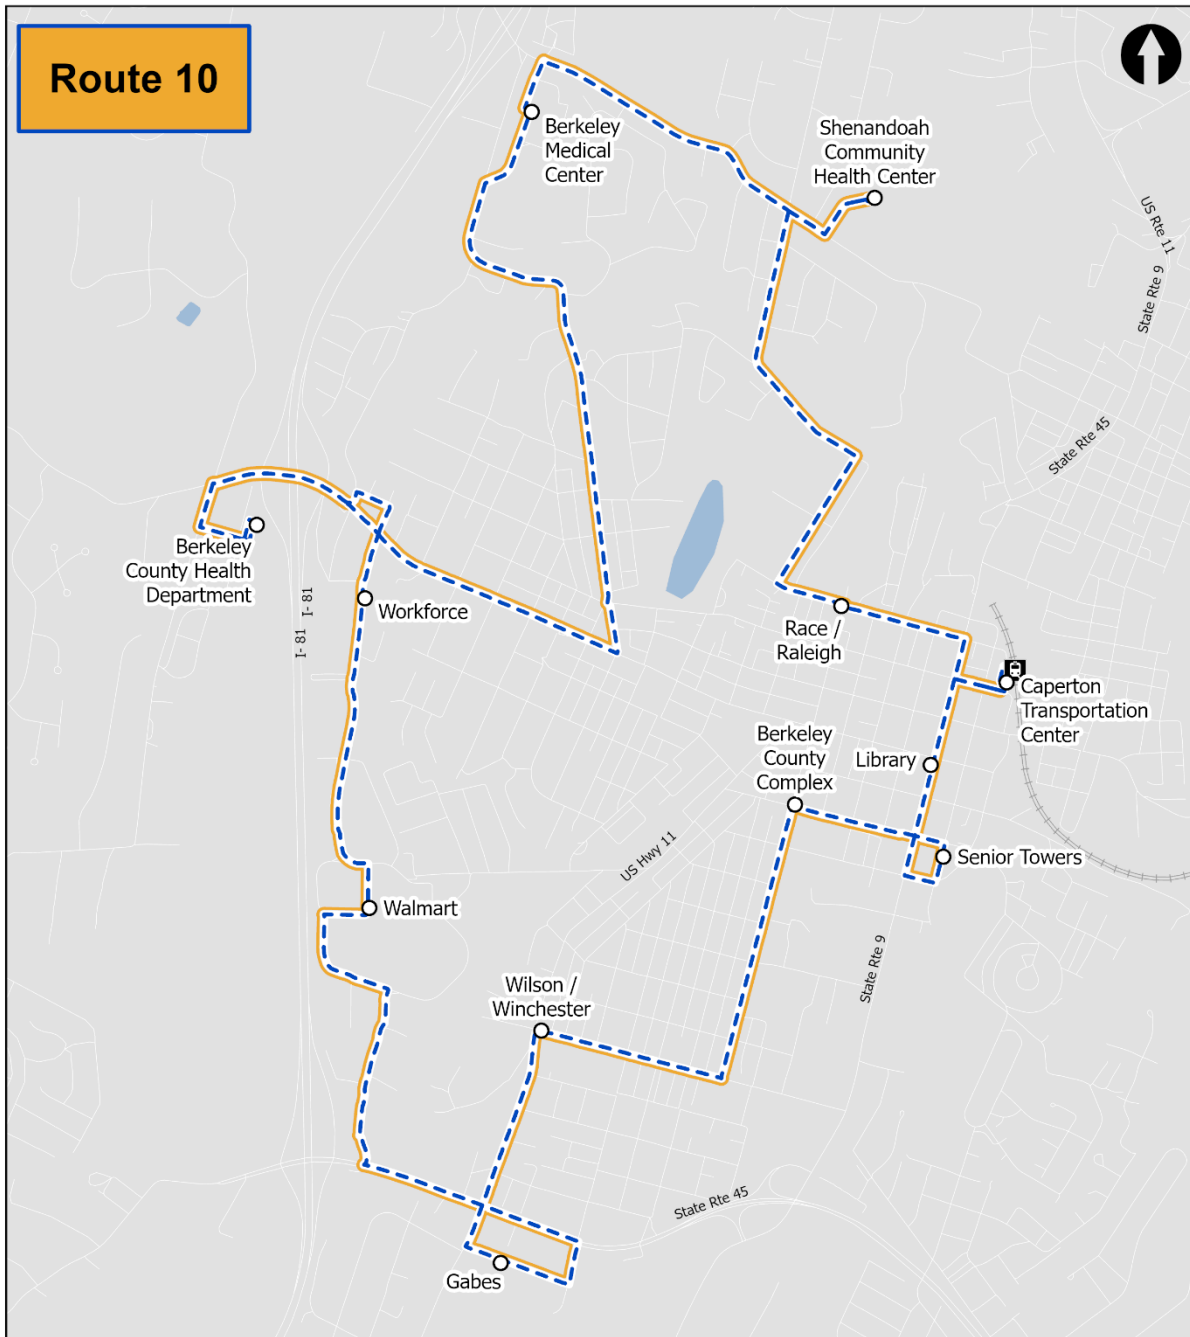 Route 10
Berkeley
Medical
Center
Shenandoah
Community
Health Center
US Rte 11
State Rte 9
State Rte 45
Berkeley
County Health
Department
I- 81
I- 81
Workforce
Race /
Raleigh
Caperton
Transportation
Center
Berkeley
County
Complex
Library
US Hwy 11
Senior Towers
Walmart
State Rte 9
Wilson /
Winchester
State Rte 45
Gabes